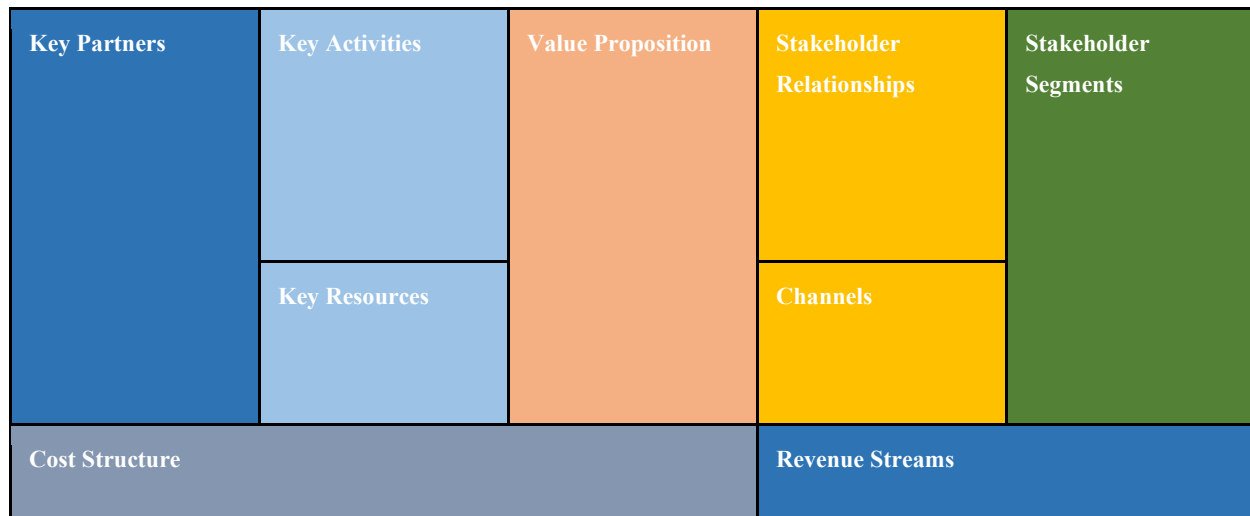 Key Partners
Key Activities
Value Proposition
Stakeholder
Relationships
Stakeholder
Segments
Key Resources
Channels
Cost Structure
Revenue Streams